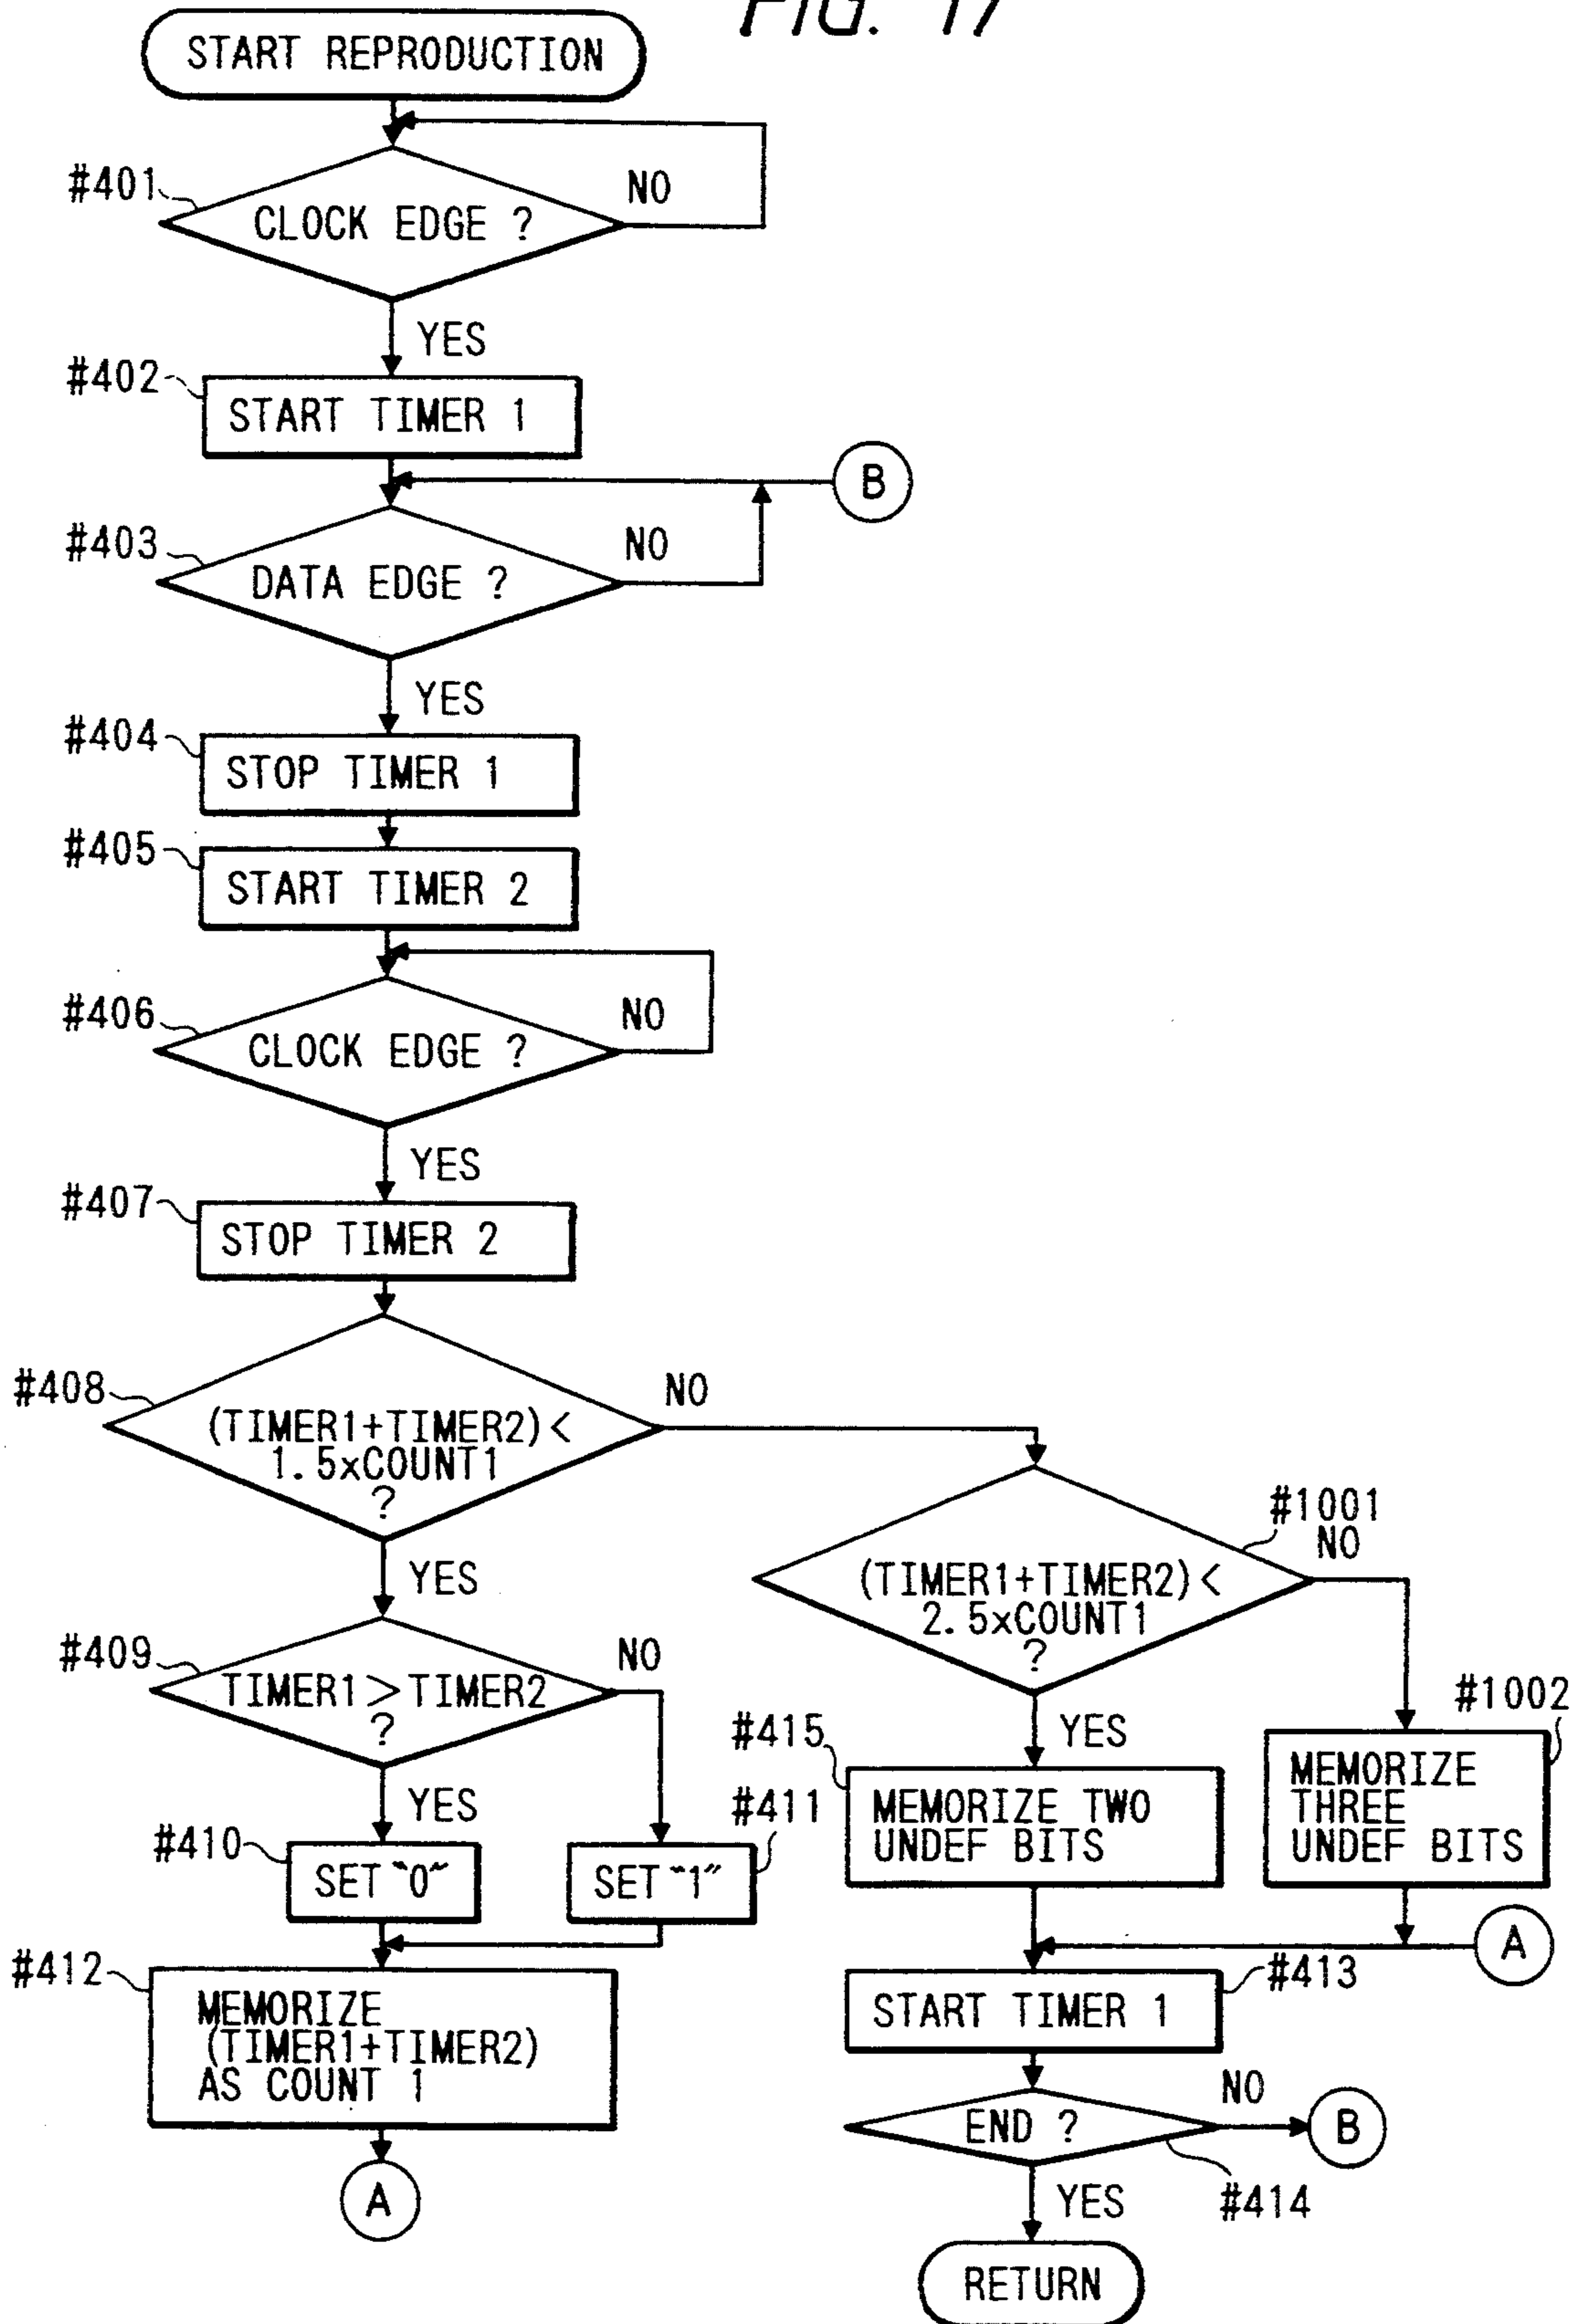 FIG. 17
START REPRODUCTION
#401
CLOCK EDGE ?
NO
YES
#402
START TIMER 1
B
#403
DATA EDGE ?
NO
YES
#404
STOP TIMER 1
#405
START TIMER 2
#406
CLOCK EDGE ?
NO
YES
#407
STOP TIMER 2
#408
(TIMER1+TIMER2)<
1.5xCOUNT1
?
NO
YES
#1001
(TIMER1+TIMER2)<
2.5xCOUNT1
?
NO
YES
#409
TIMER1>TIMER2
?
NO
YES
#410
SET "0"
#411
SET "1"
#415
MEMORIZE TWO
UNDEF BITS
#1002
MEMORIZE
THREE
UNDEF BITS
#412
MEMORIZE
(TIMER1+TIMER2)
AS COUNT 1
A
A
#413
START TIMER 1
END ?
NO
B
#414
YES
RETURN